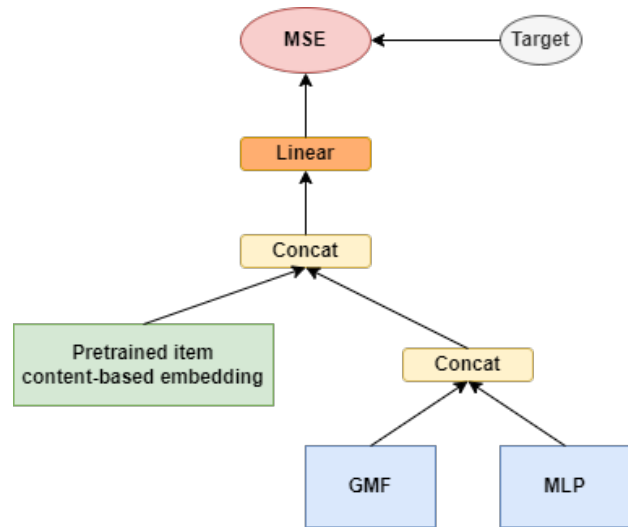 MSE
Target
Linear
Concat
Pretrained item
content-based embedding
Concat
GMF
MLP